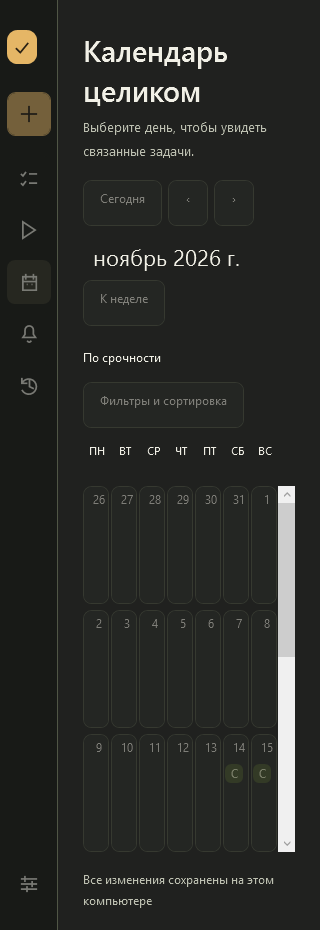 Календарь
целиком
Выберите день, чтобы увидеть
связанные задачи.
Сегодня ‹ ›
ноябрь 2026 г.
К неделе
По срочности
Фильтры и сортировка
ПН ВТ СР ЧТ ПТ СБ ВС
26 27 28 29 30 31 1
2 3 4 5 6 7 8
9 10 11 12 13 14 15
С С
Все изменения сохранены на этом
компьютере